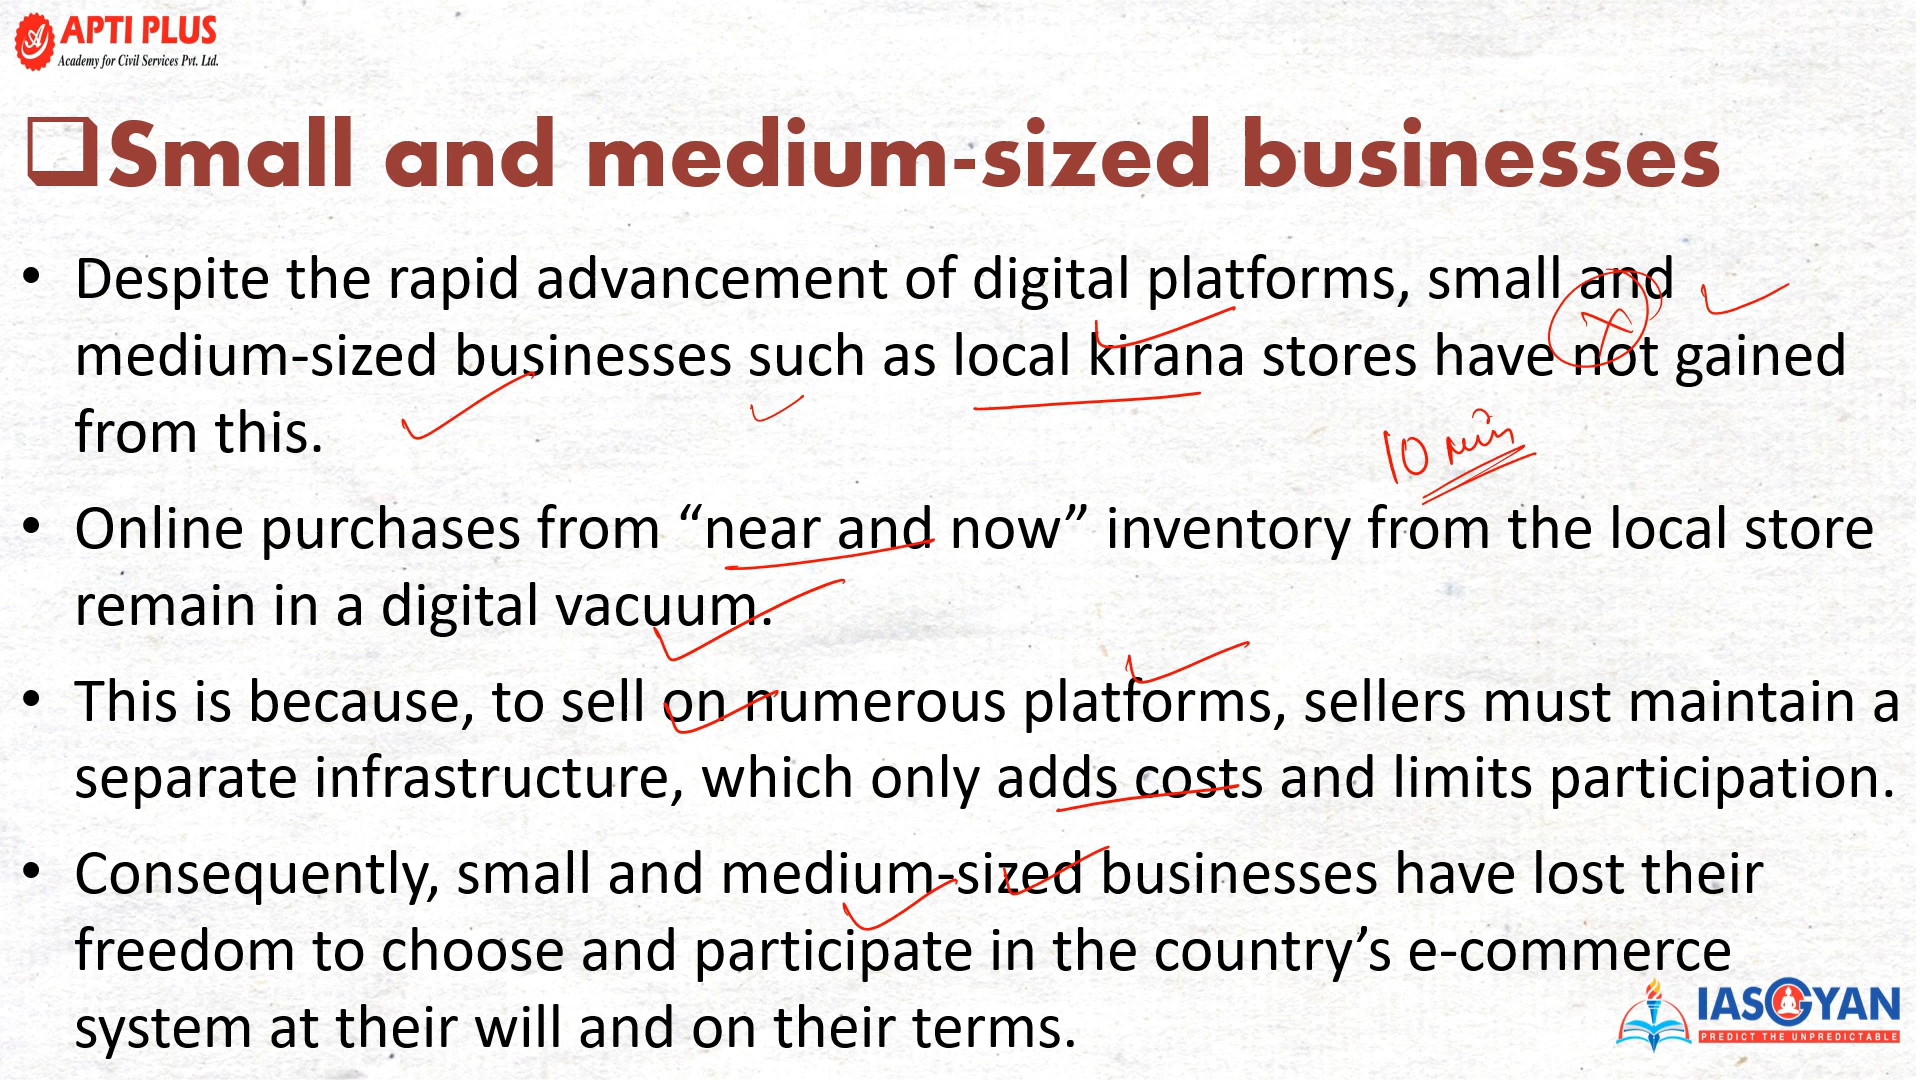 APTI PLUS
Academy for Civil Services Pvt. Ltd.
Small and medium-sized businesses
• Despite the rapid advancement of digital platforms, small and
medium-sized businesses such as local kirana stores have not gained
from this.
10 min
• Online purchases from “near and now” inventory from the local store
remain in a digital vacuum.
• This is because, to sell on numerous platforms, sellers must maintain a
separate infrastructure, which only adds costs and limits participation.
• Consequently, small and medium-sized businesses have lost their
freedom to choose and participate in the country’s e-commerce
system at their will and on their terms.
IASGYAN
PREDICT THE UNPREDICTABLE